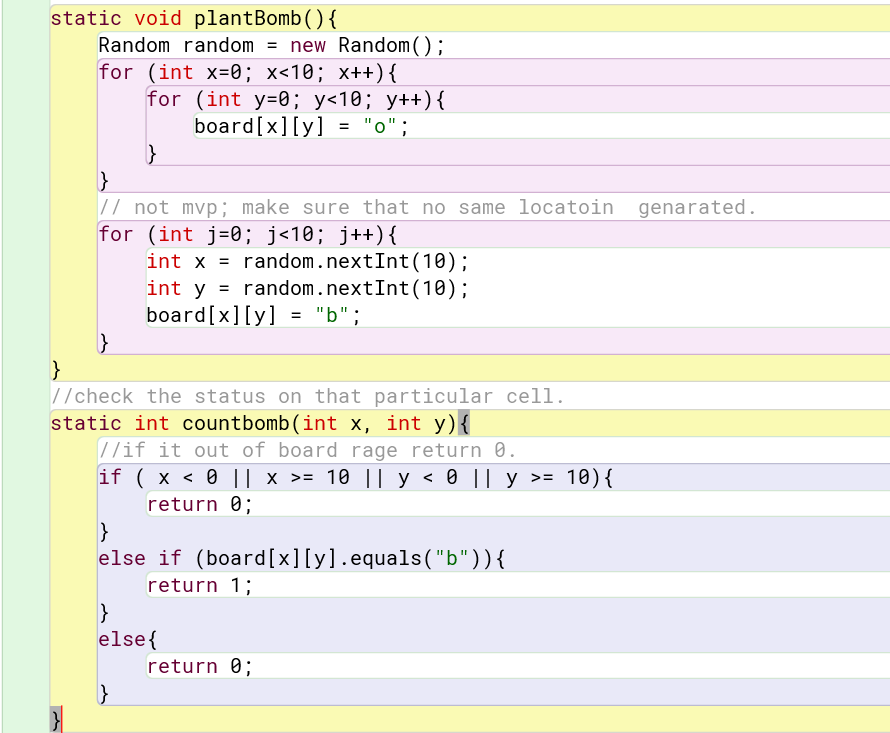 static void plantBomb(){
Random random = new Random();
for (int x=0; x<10; x++){
for (int y=0; y<10; y++){
board[x][y] = "o";
}
}
// not mvp; make sure that no same locatoin  genarated.
for (int j=0; j<10; j++){
int x = random.nextInt(10);
int y = random.nextInt(10);
board[x][y] = "b";
}
}
//check the status on that particular cell.
static int countbomb(int x, int y){
//if it out of board rage return 0.
if ( x < 0 || x >= 10 || y < 0 || y >= 10){
return 0;
}
else if (board[x][y].equals("b")){
return 1;
}
else{
return 0;
}
}